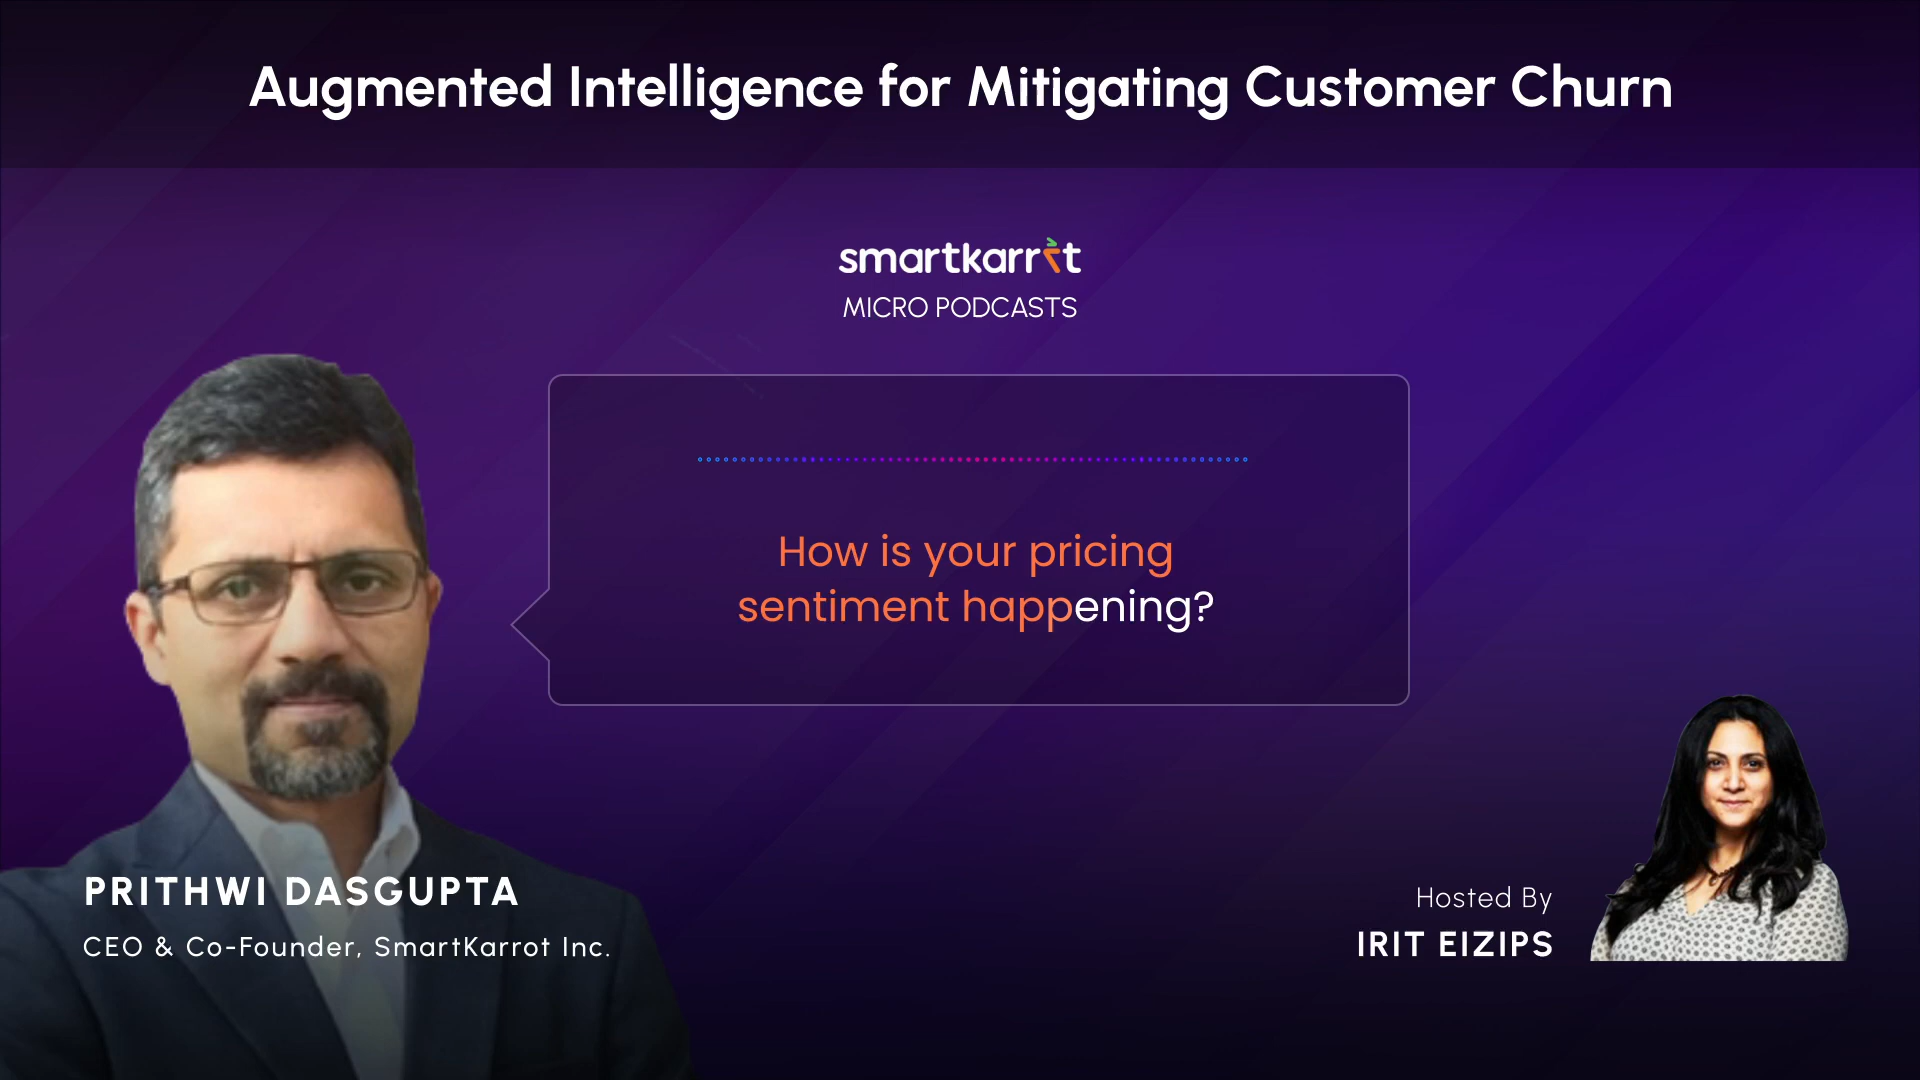 Augmented Intelligence for Mitigating Customer Churn
smartkarrot
MICRO PODCASTS
How is your pricing
sentiment happening?
PRITHWI DASGUPTA
CEO & Co-Founder, SmartKarrot Inc.
Hosted By
IRIT EIZIPS